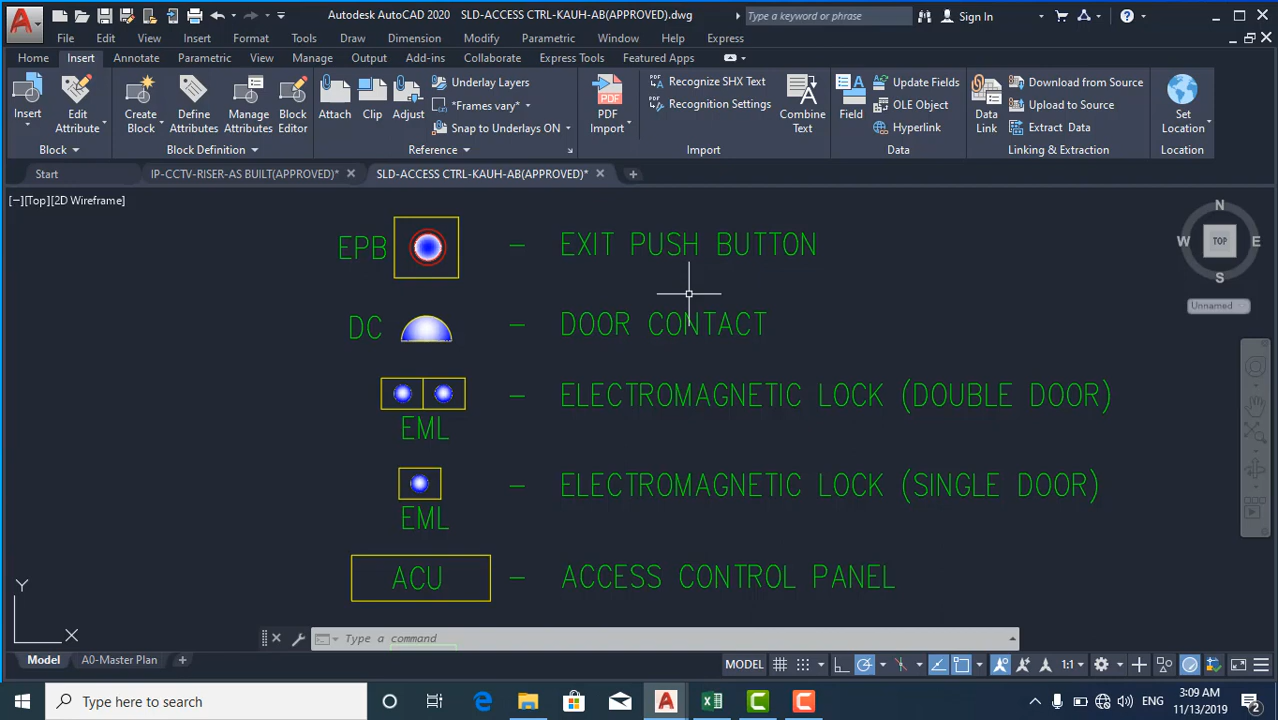 Autodesk AutoCAD 2020 SLD-ACCESS CTRL-KAUH-AB(APPROVED).dwg Type a keyword or phrase Sign In
File Edit View Insert Format Tools Draw Dimension Modify Parametric Window Help Express
Home Insert Annotate Parametric View Manage Output Add-ins Collaborate Express Tools Featured Apps
Insert
Edit
Attribute
Create
Block
Define
Attributes
Manage
Attributes
Block
Editor
Attach
Clip
Adjust
Underlay Layers
*Frames vary*
Snap to Underlays ON
PDF
Import
Recognize SHX Text
Recognition Settings
Combine
Text
Field
Update Fields
OLE Object
Hyperlink
Data
Link
Download from Source
Upload to Source
Extract Data
Set
Location
Block Block Definition Reference Import Data Linking & Extraction Location
Start IP-CCTV-RISER-AS BUILT(APPROVED)* SLD-ACCESS CTRL-KAUH-AB(APPROVED)*
[−][Top][2D Wireframe]
N
W TOP E
S
Unnamed
EPB – EXIT PUSH BUTTON
DC – DOOR CONTACT
– ELECTROMAGNETIC LOCK (DOUBLE DOOR)
EML
– ELECTROMAGNETIC LOCK (SINGLE DOOR)
EML
ACU – ACCESS CONTROL PANEL
Y
X
Type a command
Model A0-Master Plan MODEL 1:1
Type here to search ENG 3:09 AM
11/13/2019
2